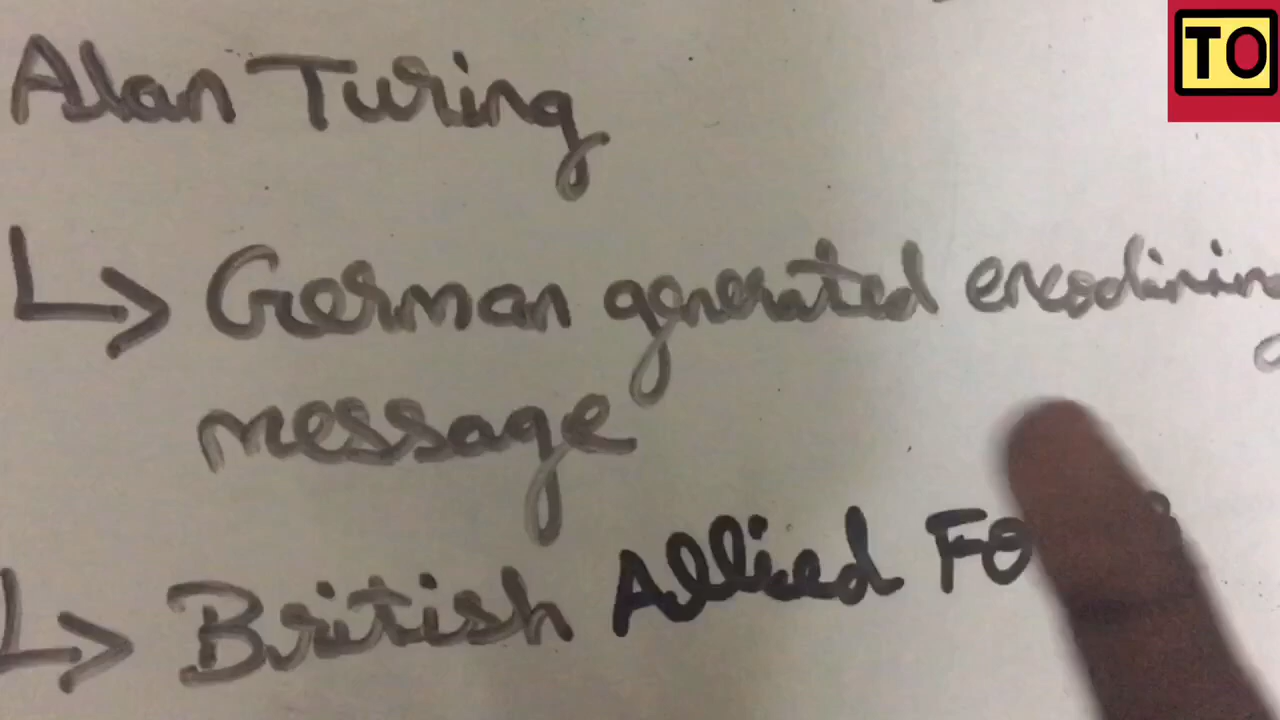 TO
Alan Turing
German generated encodining
message
British Allied Fo